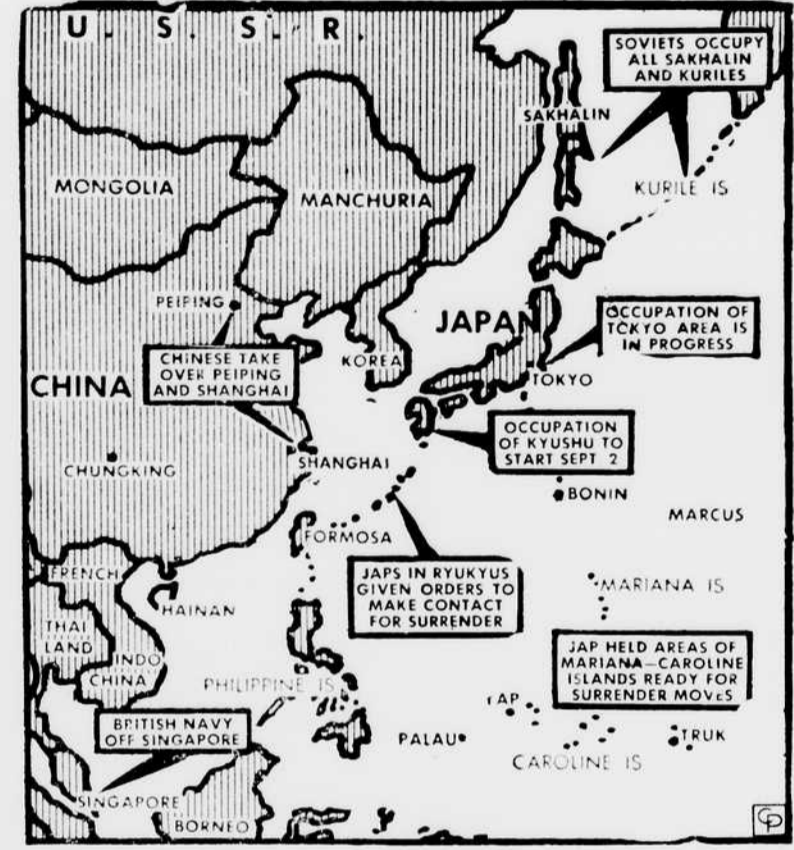 U. S. S. R.
SOVIETS OCCUPY
ALL SAKHALIN
AND KURILES
SAKHALIN
MONGOLIA
MANCHURIA
KURILE IS
PEIPING
JAPAN
OCCUPATION OF
TOKYO AREA IS
IN PROGRESS
CHINESE TAKE
OVER PEIPING
AND SHANGHAI
KOREA
CHINA
TOKYO
OCCUPATION
OF KYUSHU TO
START SEPT 2
CHUNGKING
SHANGHAI
BONIN
MARCUS
FORMOSA
FRENCH
JAPS IN RYUKYUS
GIVEN ORDERS TO
MAKE CONTACT
FOR SURRENDER
MARIANA IS
HAINAN
THAI
LAND
INDO
CHINA
JAP HELD AREAS OF
MARIANA—CAROLINE
ISLANDS READY FOR
SURRENDER MOVES
PHILIPPINE IS
BRITISH NAVY
OFF SINGAPORE
PALAU
TRUK
CAROLINE IS
SINGAPORE
BORNEO
CP